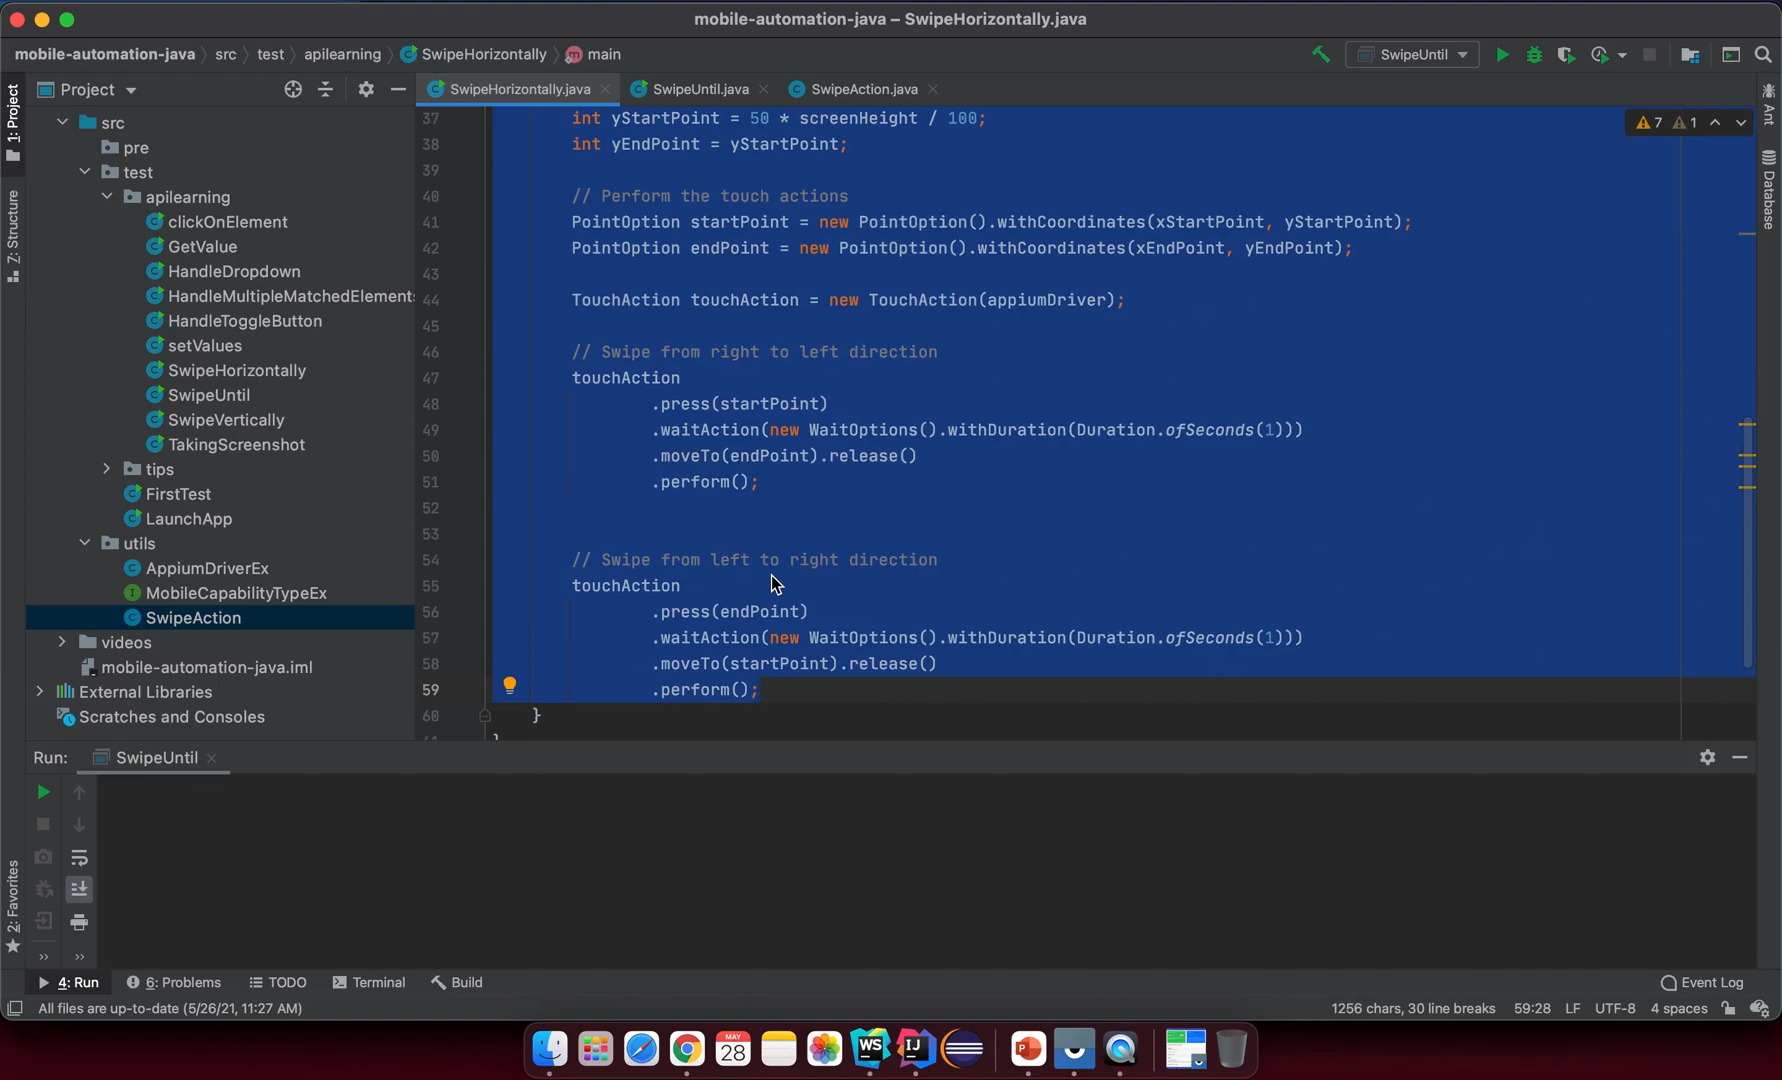 mobile-automation-java – SwipeHorizontally.java
mobile-automation-java src test apilearning SwipeHorizontally main
SwipeUntil
Project
SwipeHorizontally.java
SwipeUntil.java
SwipeAction.java
1: Project
7: Structure
2: Favorites
Ant
Database
src
pre
test
apilearning
clickOnElement
GetValue
HandleDropdown
HandleMultipleMatchedElement
HandleToggleButton
setValues
SwipeHorizontally
SwipeUntil
SwipeVertically
TakingScreenshot
tips
FirstTest
LaunchApp
utils
AppiumDriverEx
MobileCapabilityTypeEx
SwipeAction
videos
mobile-automation-java.iml
External Libraries
Scratches and Consoles
7 1
37 int yStartPoint = 50 * screenHeight / 100;
38 int yEndPoint = yStartPoint;
39
40 // Perform the touch actions
41 PointOption startPoint = new PointOption().withCoordinates(xStartPoint, yStartPoint);
42 PointOption endPoint = new PointOption().withCoordinates(xEndPoint, yEndPoint);
43
44 TouchAction touchAction = new TouchAction(appiumDriver);
45
46 // Swipe from right to left direction
47 touchAction
48 .press(startPoint)
49 .waitAction(new WaitOptions().withDuration(Duration.ofSeconds(1)))
50 .moveTo(endPoint).release()
51 .perform();
52
53
54 // Swipe from left to right direction
55 touchAction
56 .press(endPoint)
57 .waitAction(new WaitOptions().withDuration(Duration.ofSeconds(1)))
58 .moveTo(startPoint).release()
59 .perform();
60 }
Run: SwipeUntil
4: Run 6: Problems TODO Terminal Build Event Log
All files are up-to-date (5/26/21, 11:27 AM) 1256 chars, 30 line breaks 59:28 LF UTF-8 4 spaces
MAY
28
WS
IJ
P